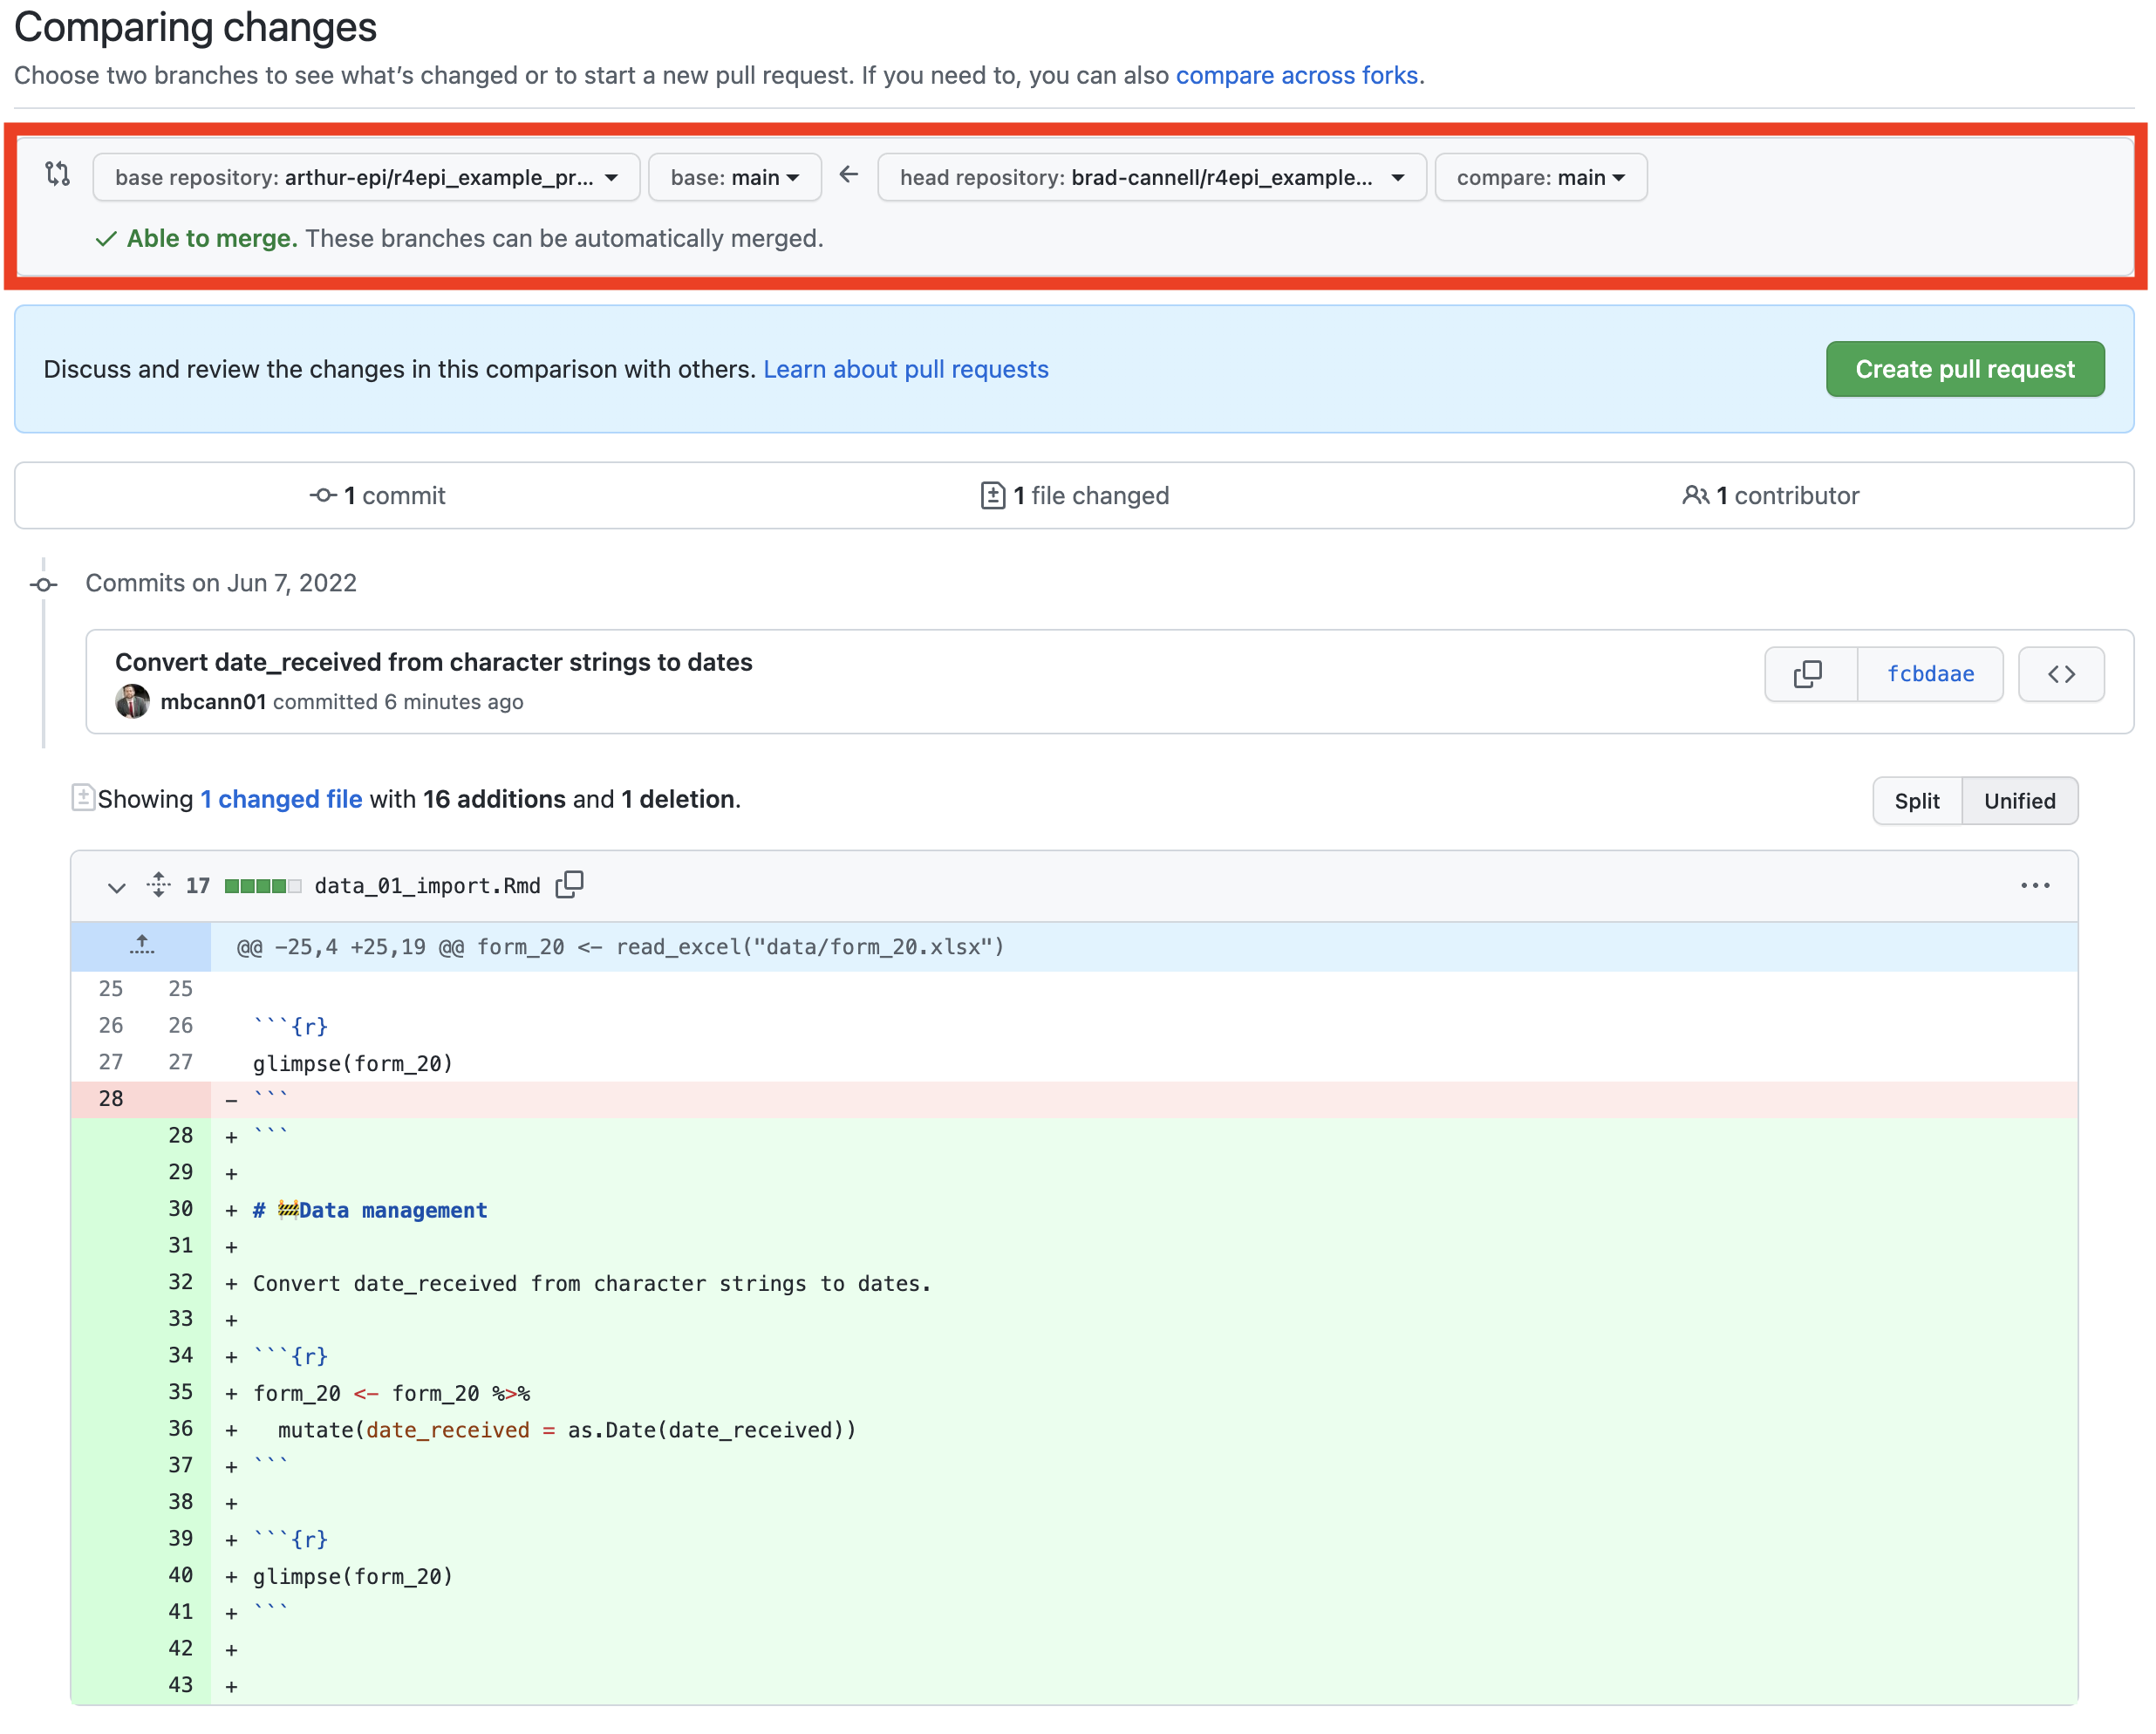 Comparing changes
Choose two branches to see what’s changed or to start a new pull request. If you need to, you can also compare across forks.
base repository: arthur-epi/r4epi_example_pr... base: main ← head repository: brad-cannell/r4epi_example... compare: main
✓ Able to merge. These branches can be automatically merged.
Discuss and review the changes in this comparison with others. Learn about pull requests Create pull request
1 commit 1 file changed 1 contributor
Commits on Jun 7, 2022
Convert date_received from character strings to dates
mbcann01 committed 6 minutes ago fcbdaae <>
Showing 1 changed file with 16 additions and 1 deletion. Split Unified
17 data_01_import.Rmd ...
@@ -25,4 +25,19 @@ form_20 <- read_excel("data/form_20.xlsx")
25 25
26 26 ```{r}
27 27 glimpse(form_20)
28 - ```
28 + ```
29 +
30 + # 🚧Data management
31 +
32 + Convert date_received from character strings to dates.
33 +
34 + ```{r}
35 + form_20 <- form_20 %>%
36 + mutate(date_received = as.Date(date_received))
37 + ```
38 +
39 + ```{r}
40 + glimpse(form_20)
41 + ```
42 +
43 +